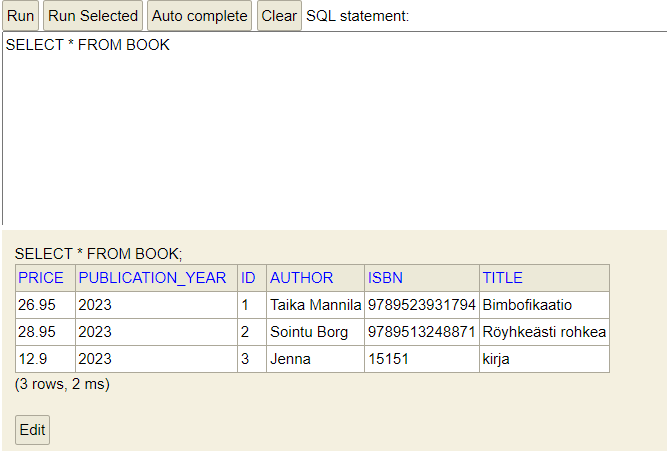 Run Run Selected Auto complete Clear SQL statement:
SELECT * FROM BOOK
SELECT * FROM BOOK;
PRICE PUBLICATION_YEAR ID AUTHOR ISBN TITLE
26.95 2023 1 Taika Mannila 9789523931794 Bimbofikaatio
28.95 2023 2 Sointu Borg 9789513248871 Röyhkeästi rohkea
12.9 2023 3 Jenna 15151 kirja
(3 rows, 2 ms)
Edit